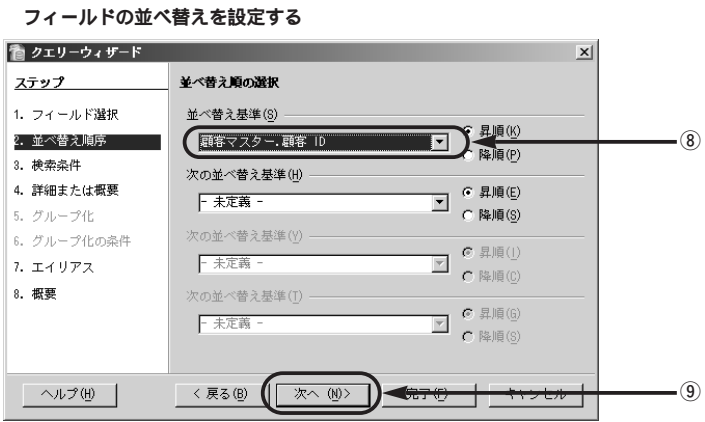 フィールドの並べ替えを設定する
クエリーウィザード
ステップ
並べ替え順の選択
1. フィールド選択
2. 並べ替え順序
3. 検索条件
4. 詳細または概要
5. グループ化
6. グループ化の条件
7. エイリアス
8. 概要
並べ替え基準(S)
顧客マスター.顧客 ID
昇順(K)
降順(P)
⑧
次の並べ替え基準(H)
- 未定義 -
昇順(E)
降順(S)
次の並べ替え基準(Y)
- 未定義 -
昇順(I)
降順(C)
次の並べ替え基準(T)
- 未定義 -
昇順(G)
降順(S)
ヘルプ(H)
< 戻る(B)
次へ (N)>
完了(F)
キャンセル
⑨